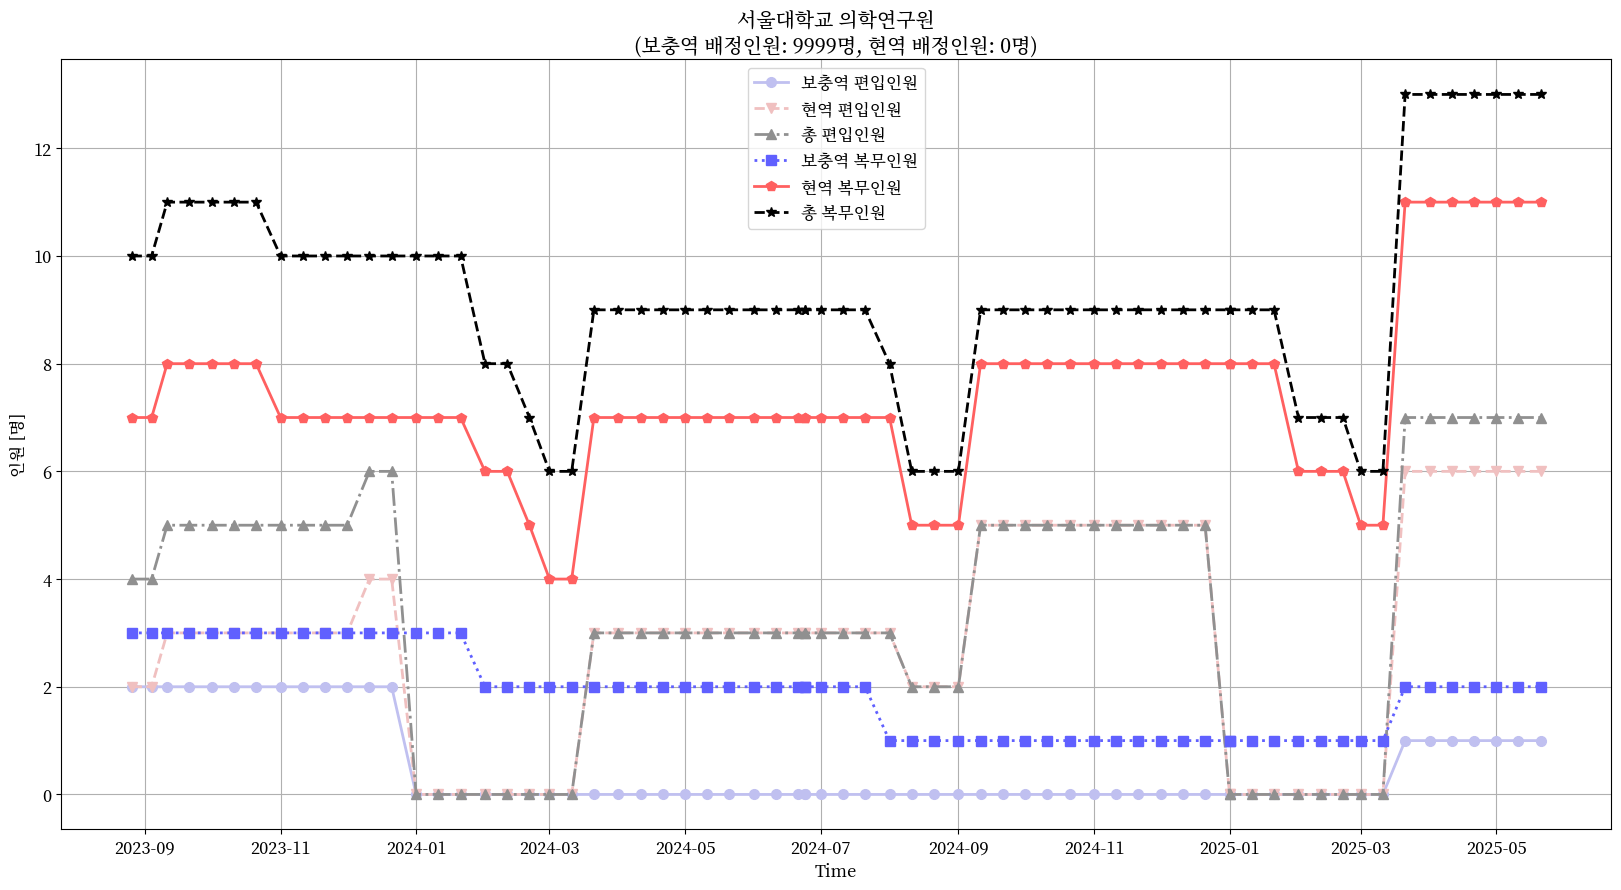 서울대학교 의학연구원
(보충역 배정인원: 9999명, 현역 배정인원: 0명)
보충역 편입인원
현역 편입인원
총 편입인원
보충역 복무인원
현역 복무인원
총 복무인원
인원 [명]
12
10
8
6
4
2
0
2023-09
2023-11
2024-01
2024-03
2024-05
2024-07
2024-09
2024-11
2025-01
2025-03
2025-05
Time